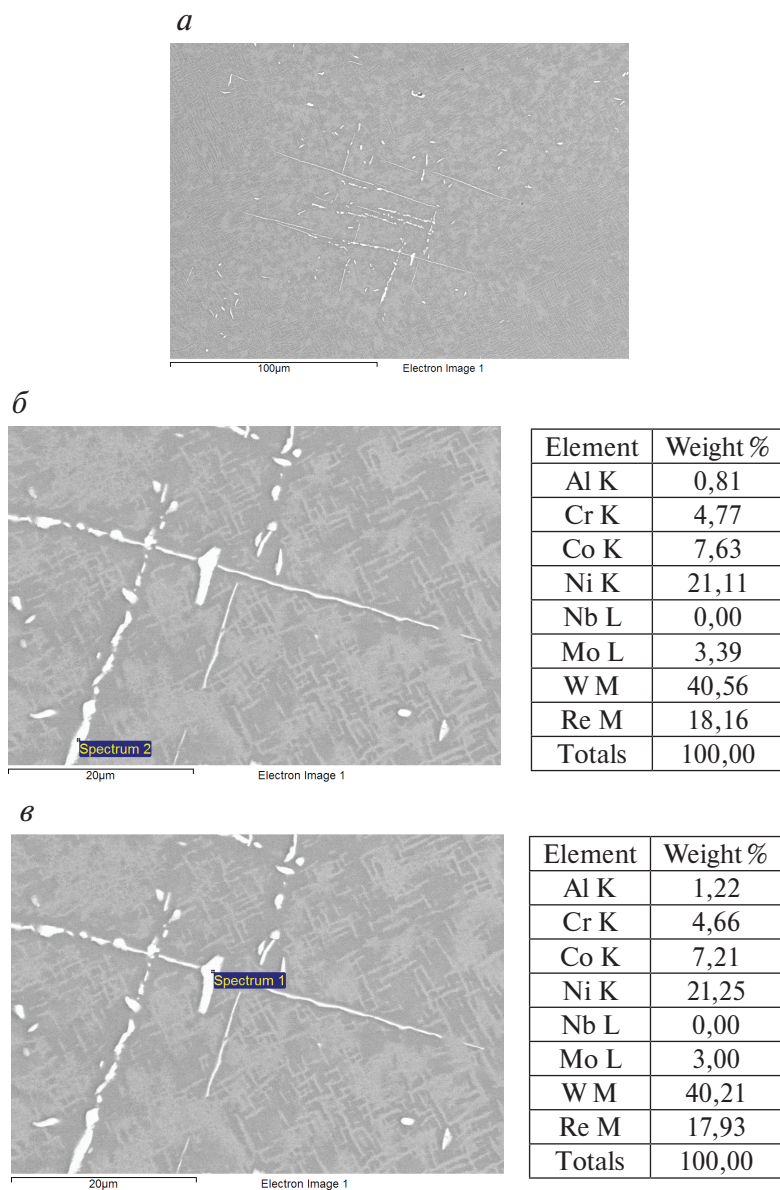 а
100µm Electron Image 1
б
Spectrum 2
20µm Electron Image 1
Element Weight %
Al K 0,81
Cr K 4,77
Co K 7,63
Ni K 21,11
Nb L 0,00
Mo L 3,39
W M 40,56
Re M 18,16
Totals 100,00
в
Spectrum 1
20µm Electron Image 1
Element Weight %
Al K 1,22
Cr K 4,66
Co K 7,21
Ni K 21,25
Nb L 0,00
Mo L 3,00
W M 40,21
Re M 17,93
Totals 100,00